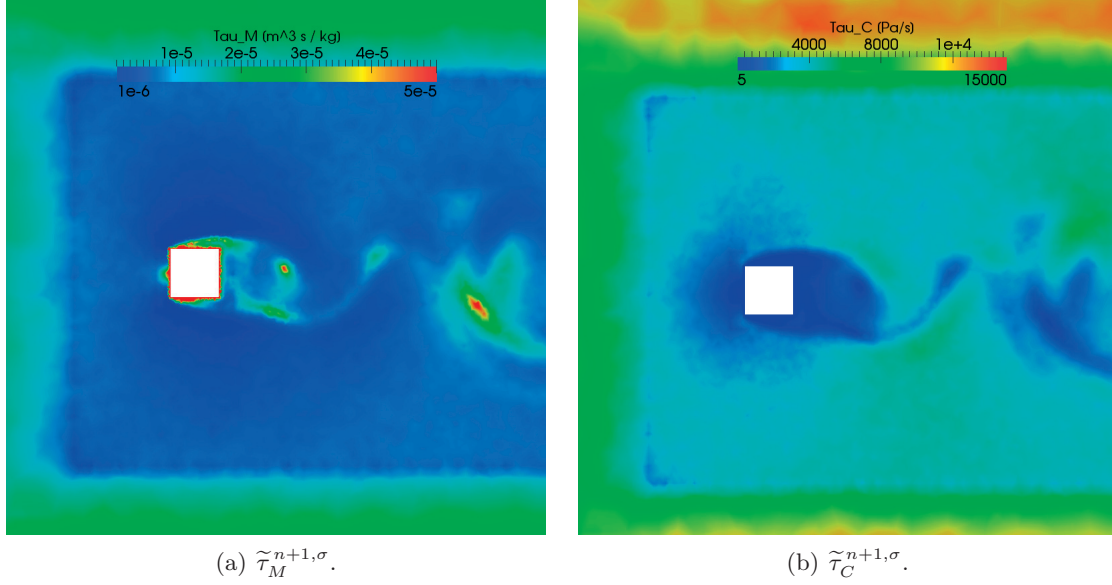 Tau_M (m^3 s / kg)
1e-5 2e-5 3e-5 4e-5
1e-6 5e-5
Tau_C (Pa/s)
4000 8000 1e+4
5 15000
(a) τ̃_M^{n+1,σ}.
(b) τ̃_C^{n+1,σ}.